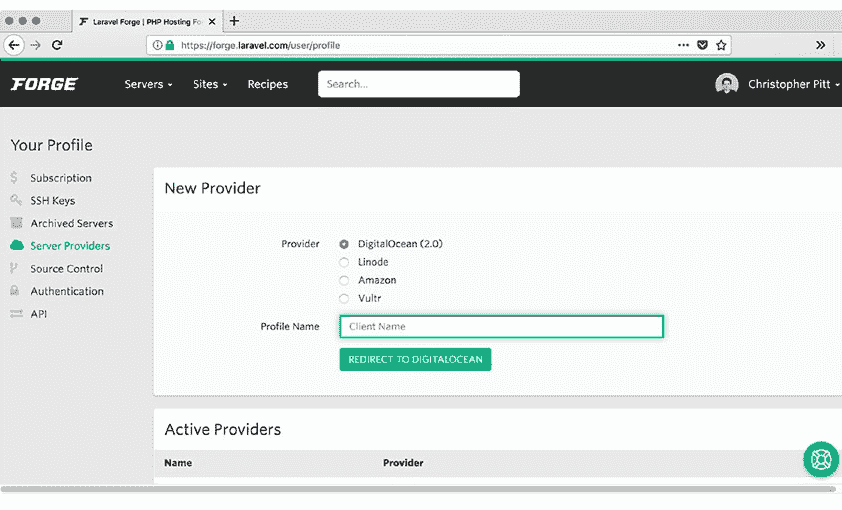 Laravel Forge | PHP Hosting Fo
https://forge.laravel.com/user/profile
FORGE
Servers
Sites
Recipes
Search...
Christopher Pitt
Your Profile
Subscription
SSH Keys
Archived Servers
Server Providers
Source Control
Authentication
API
New Provider
Provider
DigitalOcean (2.0)
Linode
Amazon
Vultr
Profile Name
Client Name
REDIRECT TO DIGITALOCEAN
Active Providers
Name Provider